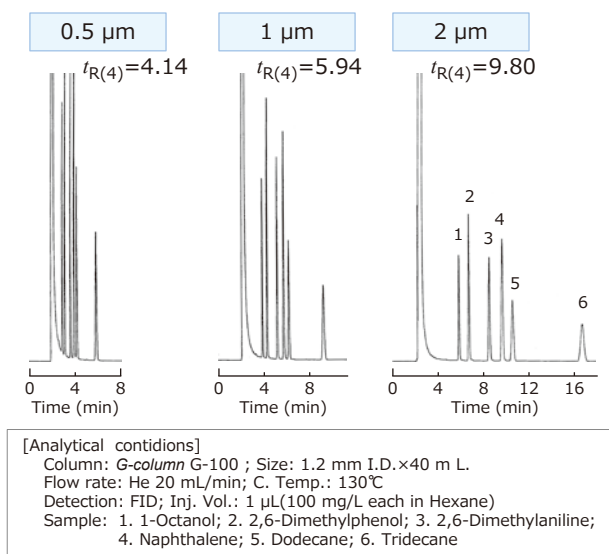 0.5 µm 1 µm 2 µm
tR(4)=4.14 tR(4)=5.94 tR(4)=9.80
2
4
1
3
5
6
0 4 8 0 4 8 0 4 8 12 16
Time (min) Time (min) Time (min)
[Analytical contidions]
Column: G-column G-100 ; Size: 1.2 mm I.D.×40 m L.
Flow rate: He 20 mL/min; C. Temp.: 130℃
Detection: FID; Inj. Vol.: 1 µL(100 mg/L each in Hexane)
Sample: 1. 1-Octanol; 2. 2,6-Dimethylphenol; 3. 2,6-Dimethylaniline;
4. Naphthalene; 5. Dodecane; 6. Tridecane